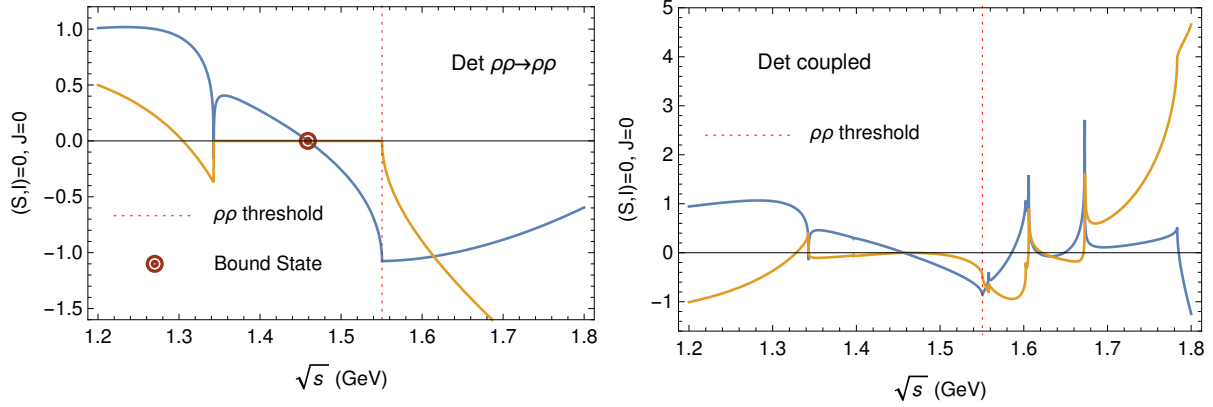 (S,I)=0, J=0
1.0
0.5
0.0
-0.5
-1.0
-1.5
Det ρρ→ρρ
ρρ threshold
Bound State
1.2 1.3 1.4 1.5 1.6 1.7 1.8
√s (GeV)
(S,I)=0, J=0
5
4
3
2
1
0
-1
Det coupled
ρρ threshold
1.2 1.3 1.4 1.5 1.6 1.7 1.8
√s (GeV)